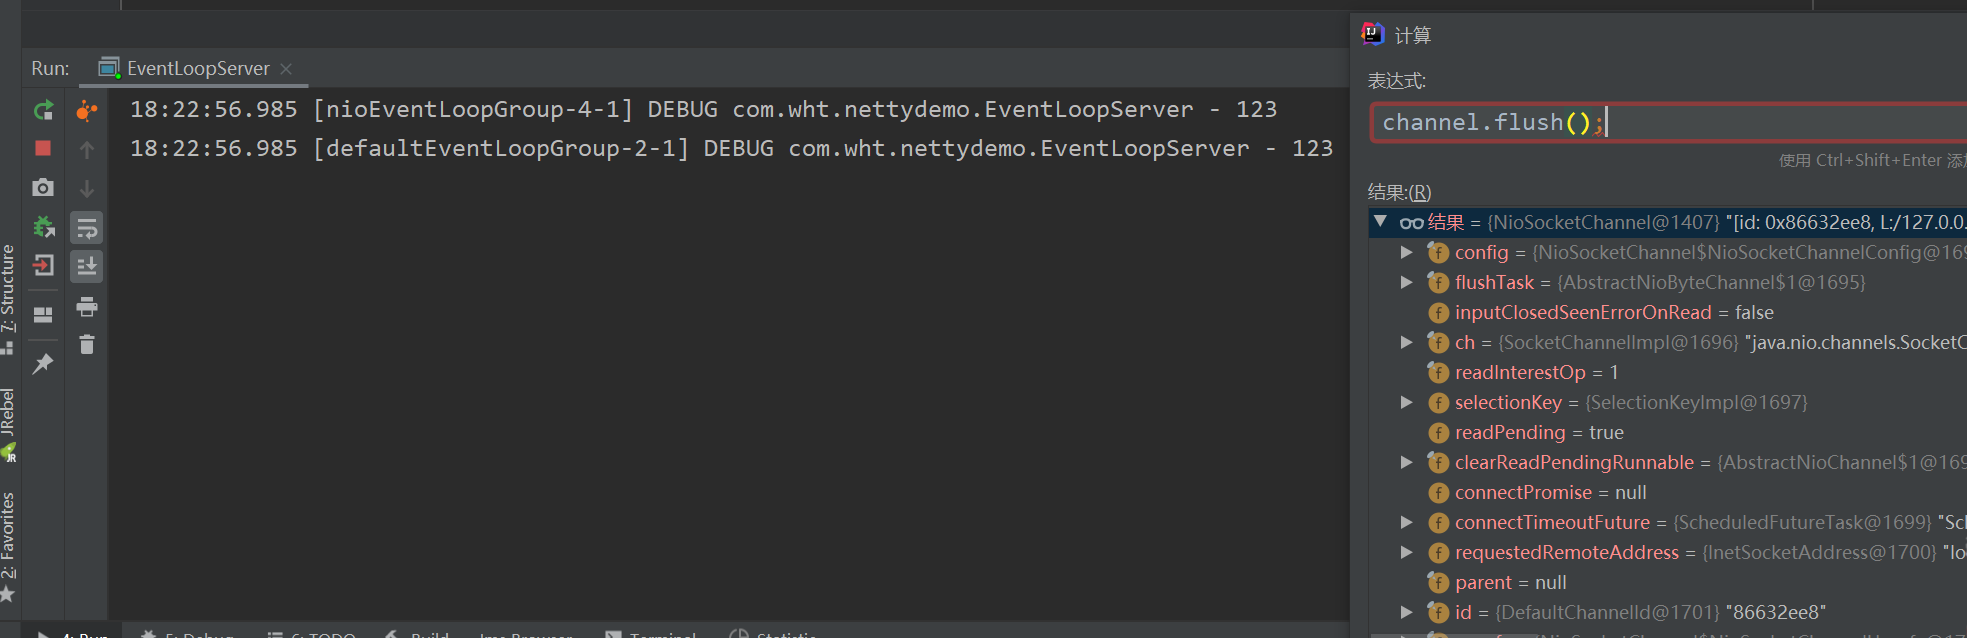 Run: EventLoopServer
18:22:56.985 [nioEventLoopGroup-4-1] DEBUG com.wht.nettydemo.EventLoopServer - 123
18:22:56.985 [defaultEventLoopGroup-2-1] DEBUG com.wht.nettydemo.EventLoopServer - 123
7: Structure
JRebel
JR
2: Favorites
计算
表达式:
channel.flush();
使用 Ctrl+Shift+Enter 添加
结果:(R)
结果 = {NioSocketChannel@1407} "[id: 0x86632ee8, L:/127.0.0.
config = {NioSocketChannel$NioSocketChannelConfig@169
flushTask = {AbstractNioByteChannel$1@1695}
inputClosedSeenErrorOnRead = false
ch = {SocketChannelImpl@1696} "java.nio.channels.SocketC
readInterestOp = 1
selectionKey = {SelectionKeyImpl@1697}
readPending = true
clearReadPendingRunnable = {AbstractNioChannel$1@169
connectPromise = null
connectTimeoutFuture = {ScheduledFutureTask@1699} "Sc
requestedRemoteAddress = {InetSocketAddress@1700} "lo
parent = null
id = {DefaultChannelId@1701} "86632ee8"
4: Run 5: Debug 6: TODO Build Terminal Statistic